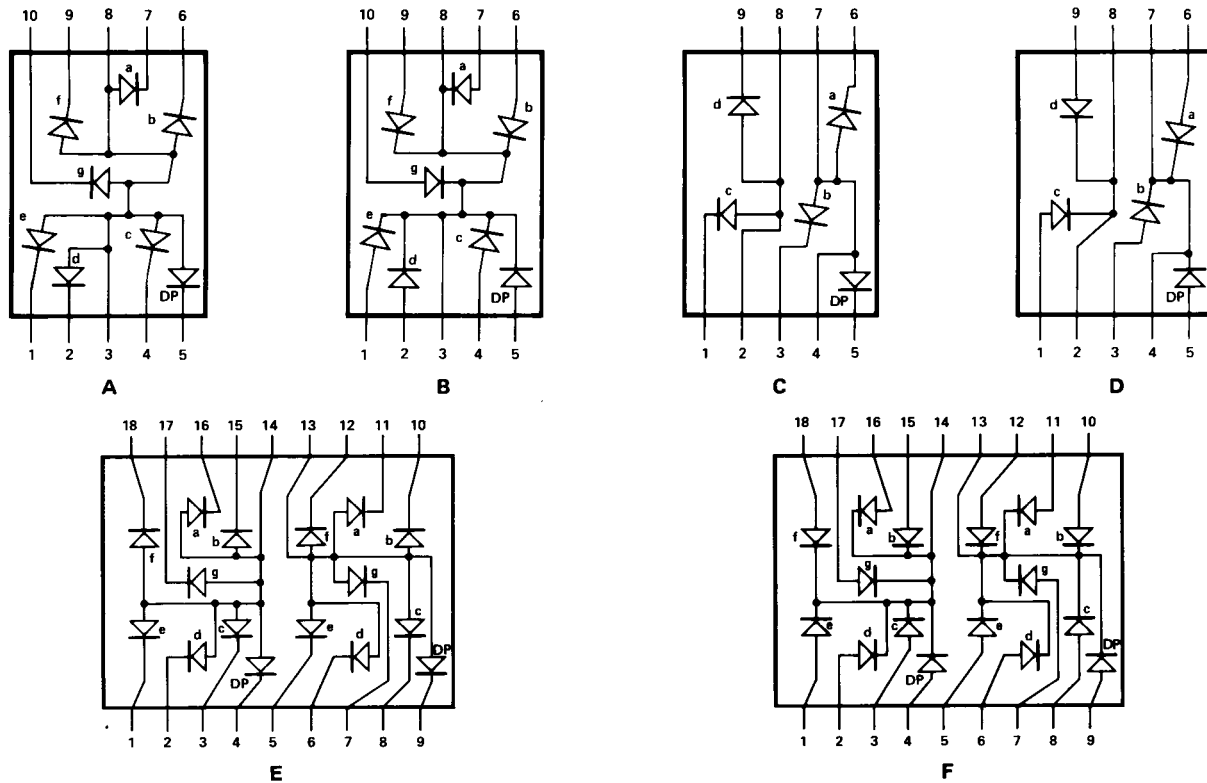 10 9 8 7 6
a
f b
g
e c
d
DP
1 2 3 4 5
A
10 9 8 7 6
a
f b
g
e c
d
DP
1 2 3 4 5
B
9 8 7 6
d a
c b
DP
1 2 3 4 5
C
9 8 7 6
d a
c b
DP
1 2 3 4 5
D
18 17 16 15 14 13 12 11 10
a a
f b f b
g g
e c e c
d d
DP DP
1 2 3 4 5 6 7 8 9
E
18 17 16 15 14 13 12 11 10
a a
f b f b
g g
e c e c
d d
DP DP
1 2 3 4 5 6 7 8 9
F